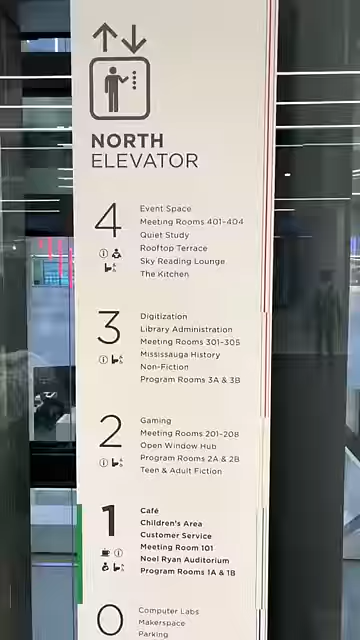 NORTH
ELEVATOR
4
Event Space
Meeting Rooms 401–404
Quiet Study
Rooftop Terrace
Sky Reading Lounge
The Kitchen
3
Digitization
Library Administration
Meeting Rooms 301–305
Mississauga History
Non-Fiction
Program Rooms 3A & 3B
2
Gaming
Meeting Rooms 201–208
Open Window Hub
Program Rooms 2A & 2B
Teen & Adult Fiction
1
Café
Children's Area
Customer Service
Meeting Room 101
Noel Ryan Auditorium
Program Rooms 1A & 1B
0
Computer Labs
Makerspace
Parking